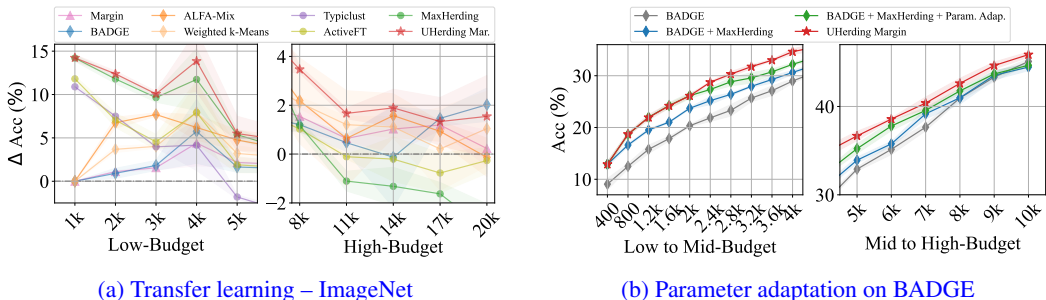 Margin
BADGE
ALFA-Mix
Weighted k-Means
Typiclust
ActiveFT
MaxHerding
UHerding Mar.
Δ Acc (%)
15
10
5
0
1k
2k
3k
4k
5k
Low-Budget
4
2
0
−2
8k
11k
14k
17k
20k
High-Budget
(a) Transfer learning – ImageNet
BADGE
BADGE + MaxHerding
BADGE + MaxHerding + Param. Adap.
UHerding Margin
Acc (%)
30
20
10
400
800
1.2k
1.6k
2k
2.4k
2.8k
3.2k
3.6k
4k
Low to Mid-Budget
40
30
5k
6k
7k
8k
9k
10k
Mid to High-Budget
(b) Parameter adaptation on BADGE